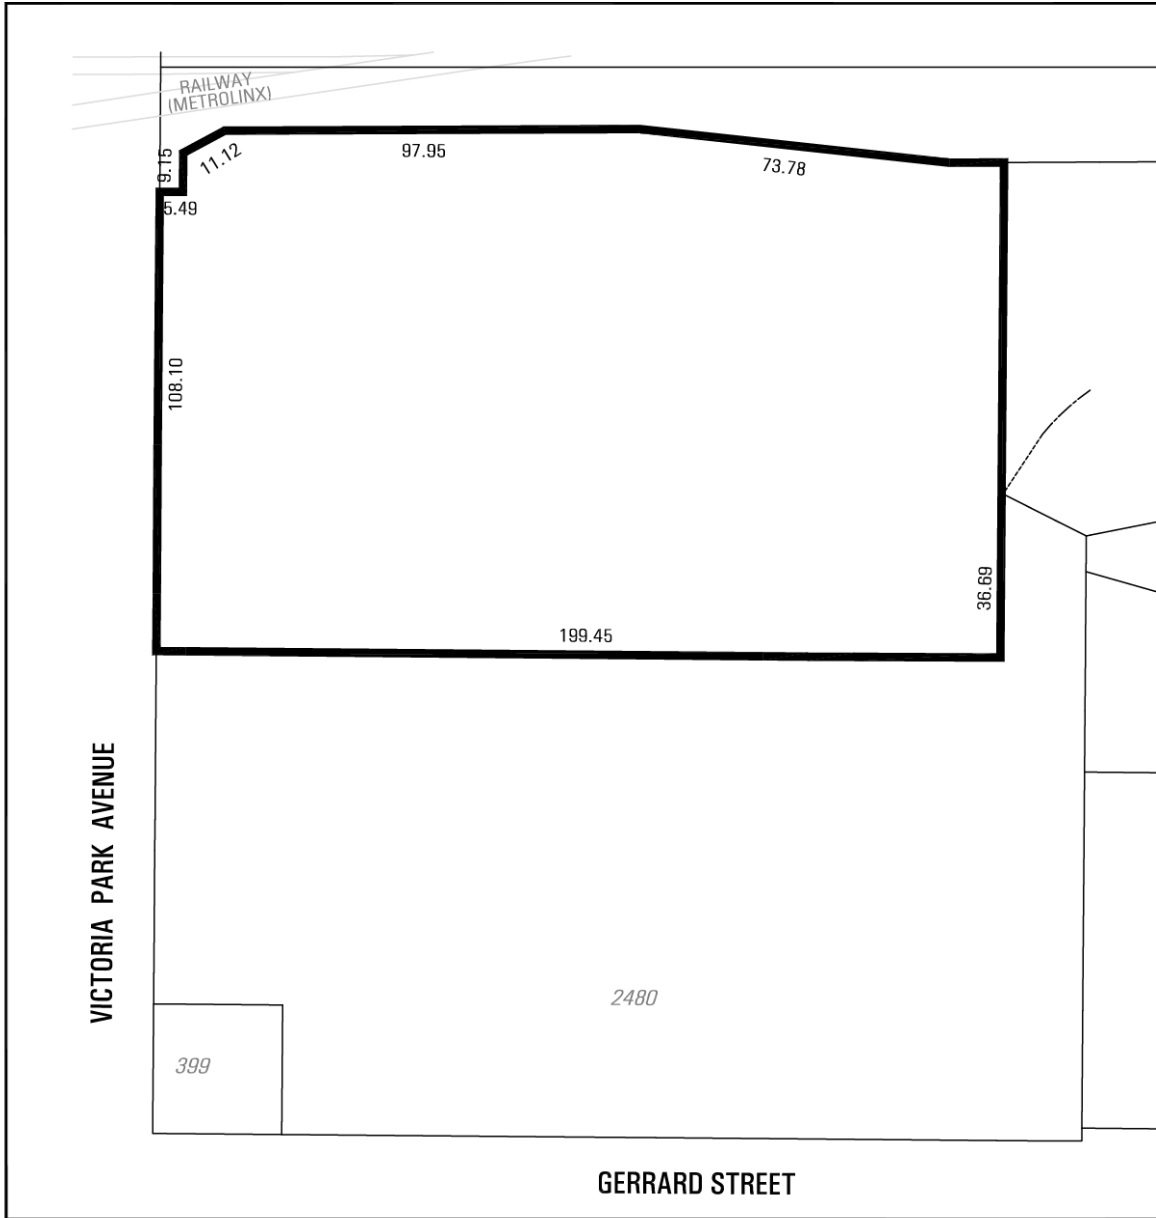 RAILWAY
(METROLINX)
9.15
11.12
97.95
73.78
5.49
108.10
36.69
199.45
VICTORIA PARK AVENUE
2480
399
GERRARD STREET